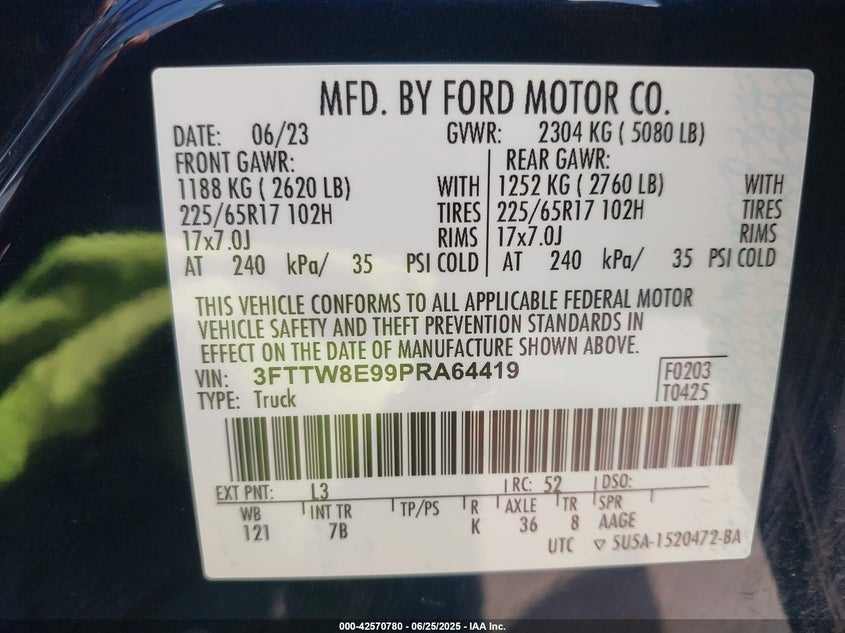 MFD. BY FORD MOTOR CO.
DATE: 06/23 GVWR: 2304 KG ( 5080 LB)
FRONT GAWR: REAR GAWR:
1188 KG ( 2620 LB) WITH 1252 KG ( 2760 LB) WITH
225/65R17 102H TIRES 225/65R17 102H TIRES
17x7.0J RIMS 17x7.0J RIMS
AT 240 kPa/ 35 PSI COLD AT 240 kPa/ 35 PSI COLD
THIS VEHICLE CONFORMS TO ALL APPLICABLE FEDERAL MOTOR
VEHICLE SAFETY AND THEFT PREVENTION STANDARDS IN
EFFECT ON THE DATE OF MANUFACTURE SHOWN ABOVE.
VIN: 3FTTW8E99PRA64419 F0203
TYPE: Truck T0425
EXT PNT: L3 RC: 52 DSO:
WB INT TR TP/PS R AXLE TR SPR
121 7B K 36 8 AAGE
UTC ▽ 5U5A-1520472-BA
000-42570780 - 06/25/2025 - IAA Inc.